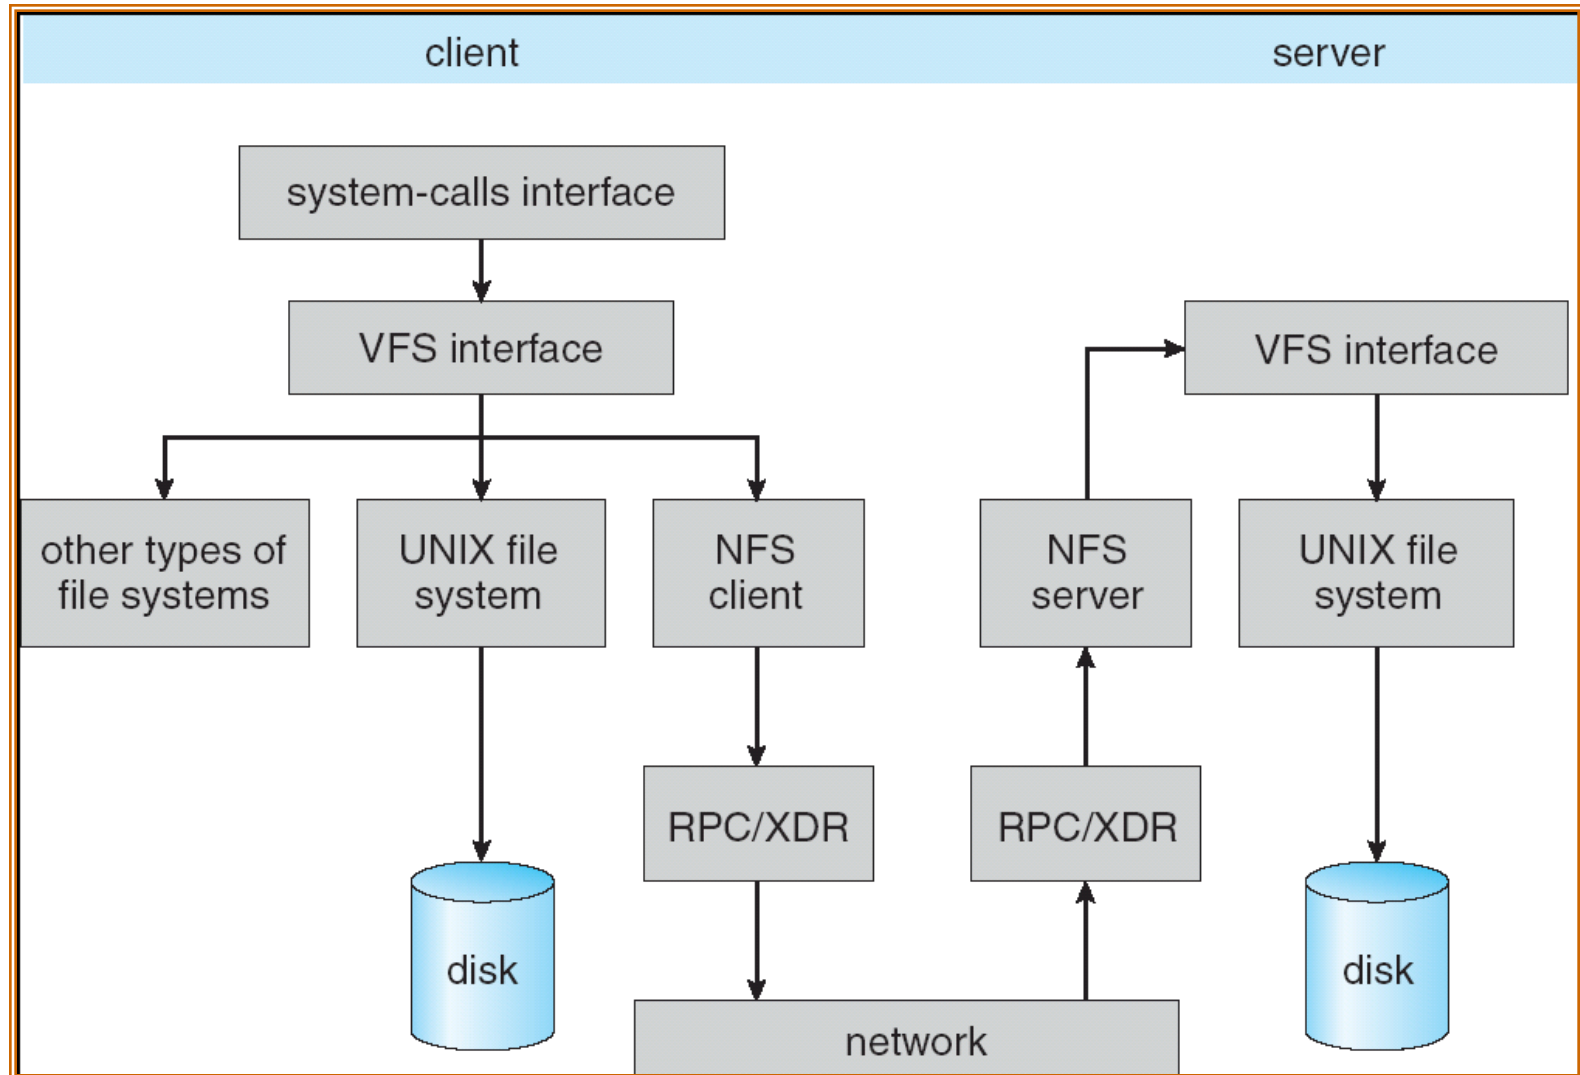 client
server
system-calls interface
VFS interface
VFS interface
other types of
file systems
UNIX file
system
NFS
client
NFS
server
UNIX file
system
RPC/XDR
RPC/XDR
disk
disk
network